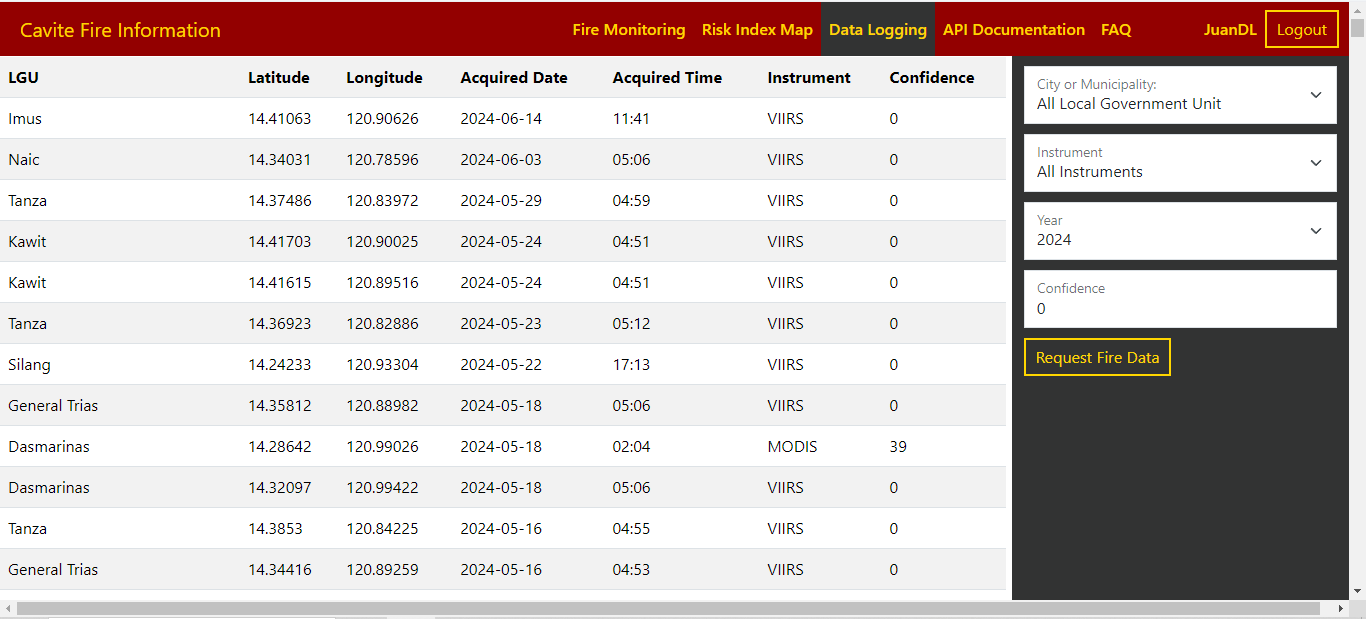 Cavite Fire Information Fire Monitoring Risk Index Map Data Logging API Documentation FAQ JuanDL Logout
LGU Latitude Longitude Acquired Date Acquired Time Instrument Confidence
Imus 14.41063 120.90626 2024-06-14 11:41 VIIRS 0
Naic 14.34031 120.78596 2024-06-03 05:06 VIIRS 0
Tanza 14.37486 120.83972 2024-05-29 04:59 VIIRS 0
Kawit 14.41703 120.90025 2024-05-24 04:51 VIIRS 0
Kawit 14.41615 120.89516 2024-05-24 04:51 VIIRS 0
Tanza 14.36923 120.82886 2024-05-23 05:12 VIIRS 0
Silang 14.24233 120.93304 2024-05-22 17:13 VIIRS 0
General Trias 14.35812 120.88982 2024-05-18 05:06 VIIRS 0
Dasmarinas 14.28642 120.99026 2024-05-18 02:04 MODIS 39
Dasmarinas 14.32097 120.99422 2024-05-18 05:06 VIIRS 0
Tanza 14.3853 120.84225 2024-05-16 04:55 VIIRS 0
General Trias 14.34416 120.89259 2024-05-16 04:53 VIIRS 0
City or Municipality:
All Local Government Unit
Instrument
All Instruments
Year
2024
Confidence
0
Request Fire Data